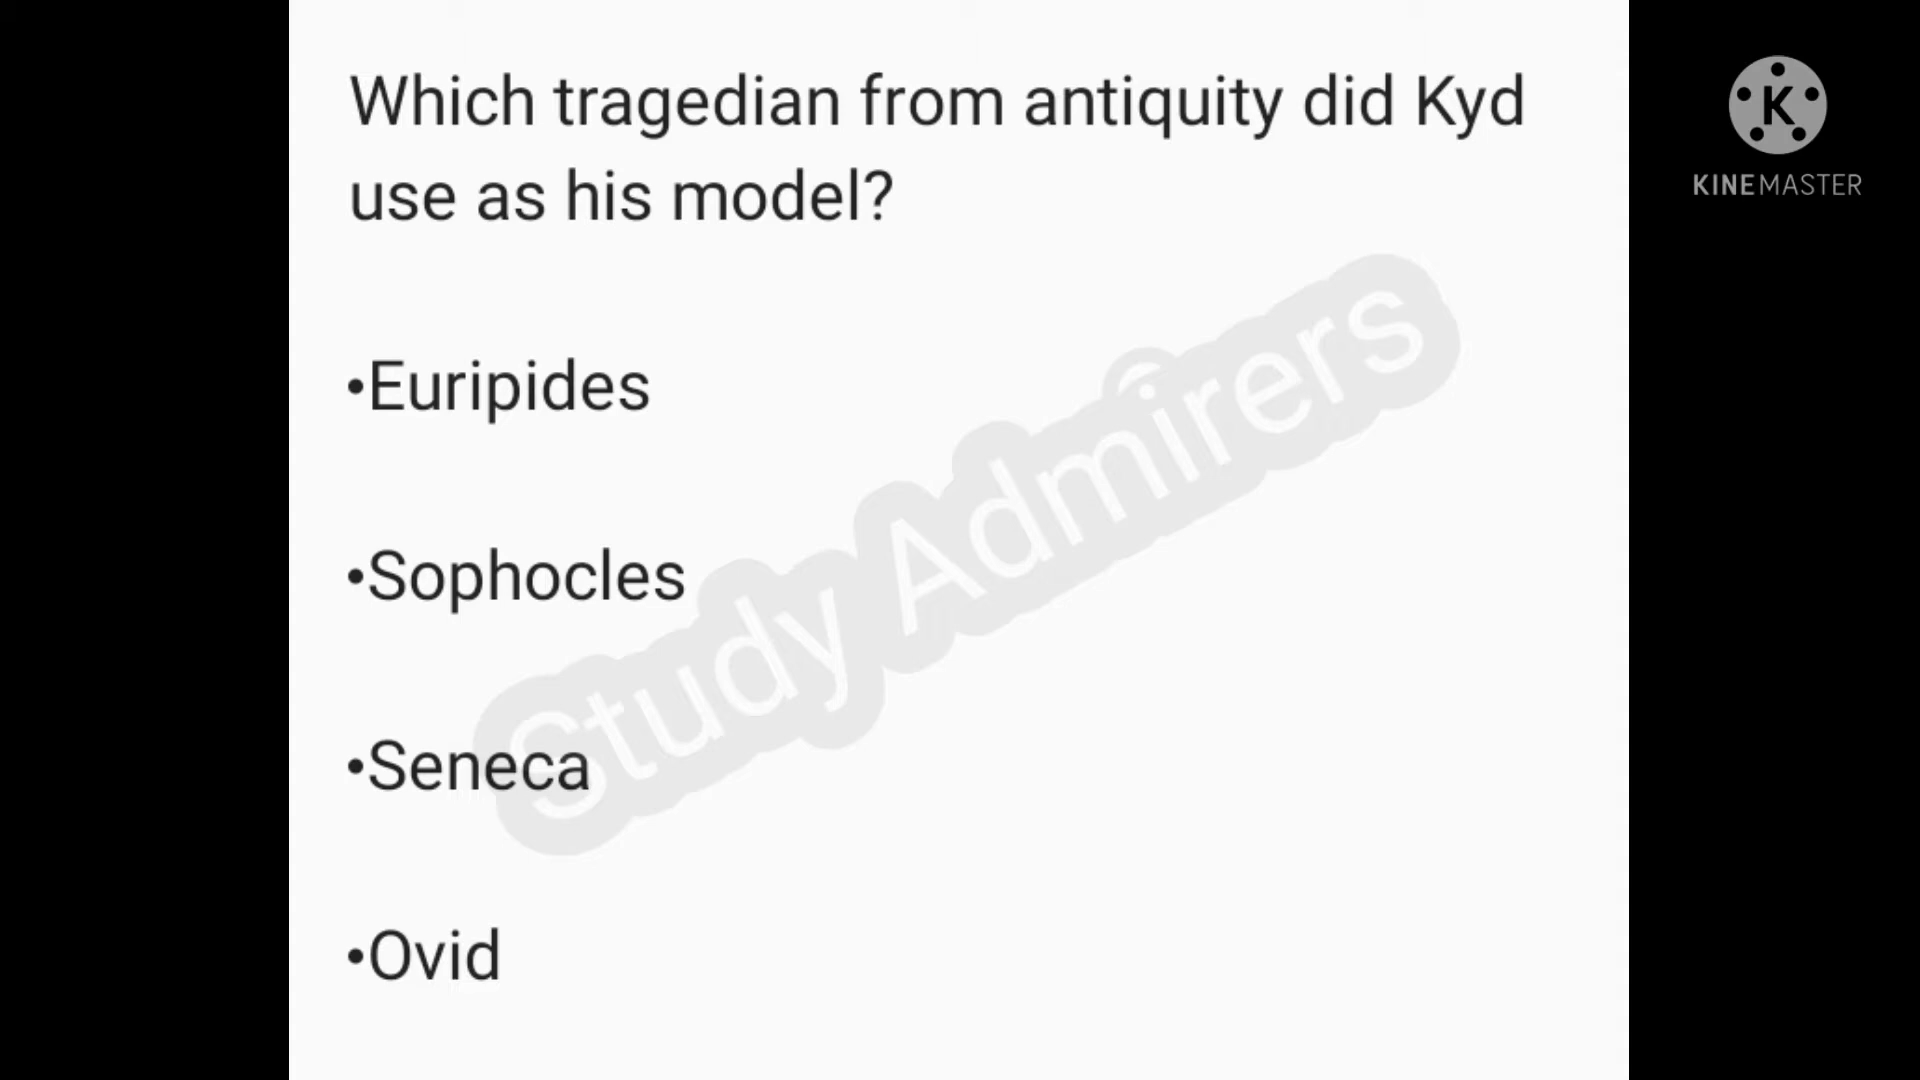 Which tragedian from antiquity did Kyd
use as his model?
•Euripides
•Sophocles
•Seneca
•Ovid
Study Admirers
K
KINEMASTER